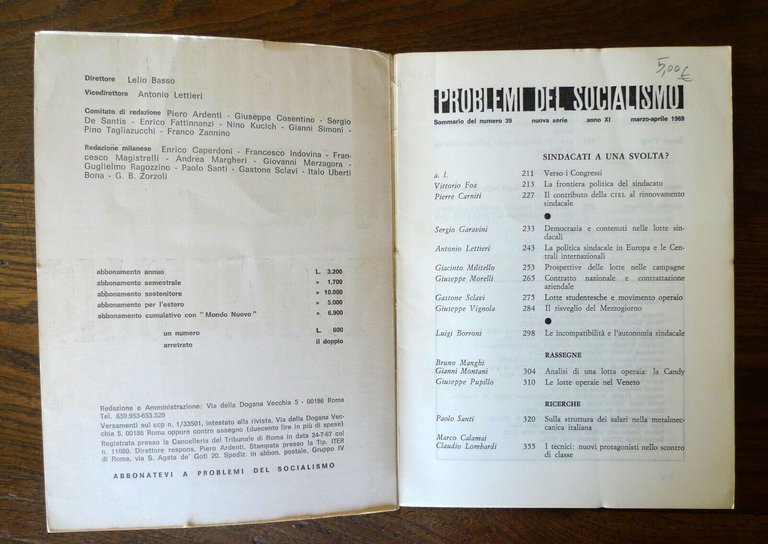 Direttore Lelio Basso
Vicedirettore Antonio Lettieri
Comitato di redazione Piero Ardenti - Giuseppe Cosentino - Sergio
De Santis - Enrico Fattinnanzi - Nino Kucich - Gianni Simoni -
Pino Tagliazucchi - Franco Zannino
Redazione milanese Enrico Caperdoni - Francesco Indovina - Fran-
cesco Magistrelli - Andrea Margheri - Giovanni Merzagora -
Guglielmo Ragozzino - Paolo Santi - Gastone Sclavi - Italo Uberti
Bona - G. B. Zorzoli
abbonamento annuo L. 3.200
abbonamento semestrale » 1.700
abbonamento sostenitore » 10.000
abbonamento per l'estero » 5.000
abbonamento cumulativo con "Mondo Nuovo" » 6.900
un numero L. 600
arretrato il doppio
Redazione e Amministrazione: Via della Dogana Vecchia 5 - 00186 Roma
Tel. 650.953-653.529
Versamenti sul ccp n. 1/33501, intestato alla rivista, Via della Dogana Vec-
chia 5, 00186 Roma oppure contro assegno (duecento lire in più di spese)
Registrata presso la Cancelleria del Tribunale di Roma in data 24-7-67 col
n. 11680. Direttore respons. Piero Ardenti. Stampata presso la Tip. ITER
di Roma, via S. Agata de' Goti 20. Spediz. in abbon. postale, Gruppo IV
ABBONATEVI A PROBLEMI DEL SOCIALISMO
5,00 €
PROBLEMI DEL SOCIALISMO
Sommario del numero 39 nuova serie anno XI marzo-aprile 1969
SINDACATI A UNA SVOLTA?
a. l. 211 Verso i Congressi
Vittorio Foa 213 La frontiera politica del sindacato
Pierre Carniti 227 Il contributo della CISL al rinnovamento
sindacale
Sergio Garavini 233 Democrazia e contenuti nelle lotte sin-
dacali
Antonio Lettieri 243 La politica sindacale in Europa e le Cen-
trali internazionali
Giacinto Militello 253 Prospettive delle lotte nelle campagne
Giuseppe Morelli 265 Contratto nazionale e contrattazione
aziendale
Gastone Sclavi 275 Lotte studentesche e movimento operaio
Giuseppe Vignola 284 Il risveglio del Mezzogiorno
Luigi Borroni 298 Le incompatibilità e l'autonomia sindacale
RASSEGNE
Bruno Manghi
Gianni Montani 304 Analisi di una lotta operaia: la Candy
Giuseppe Pupillo 310 Le lotte operaie nel Veneto
RICERCHE
Paolo Santi 320 Sulla struttura dei salari nella metalmec-
canica italiana
Marco Calamai
Claudio Lombardi 355 I tecnici: nuovi protagonisti nello scontro
di classe